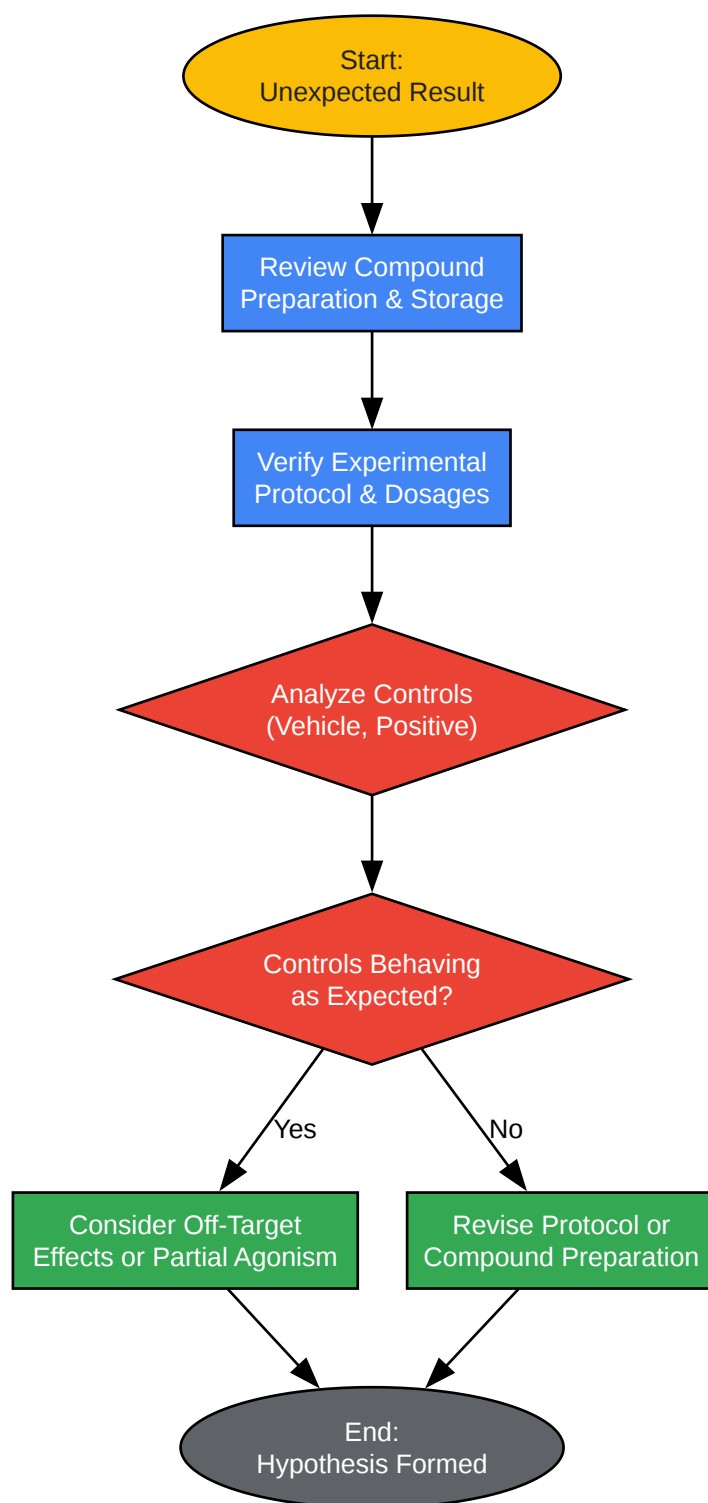 Start:
Unexpected Result
Review Compound
Preparation & Storage
Verify Experimental
Protocol & Dosages
Analyze Controls
(Vehicle, Positive)
Controls Behaving
as Expected?
Yes
No
Consider Off-Target
Effects or Partial Agonism
Revise Protocol or
Compound Preparation
End:
Hypothesis Formed